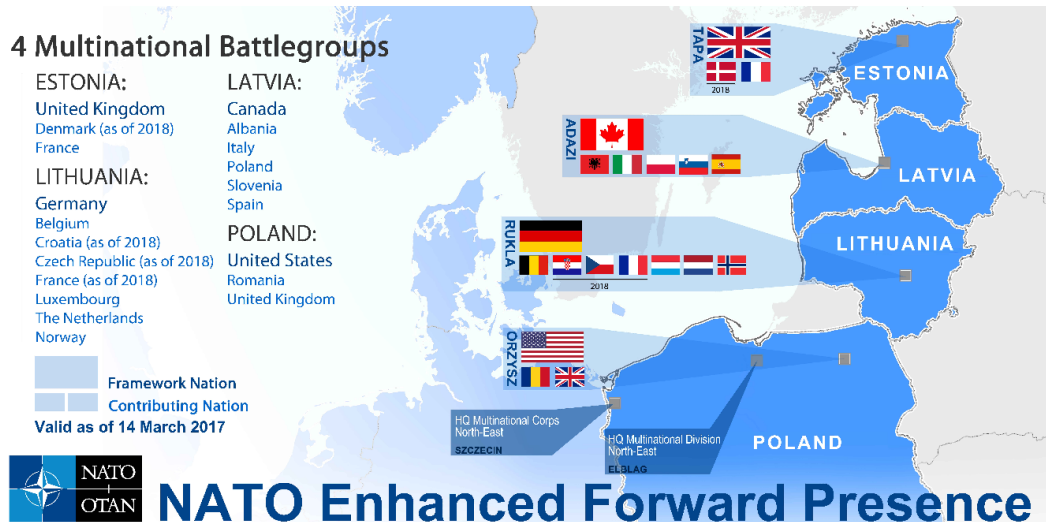 4 Multinational Battlegroups
ESTONIA:
United Kingdom
Denmark (as of 2018)
France
LITHUANIA:
Germany
Belgium
Croatia (as of 2018)
Czech Republic (as of 2018)
France (as of 2018)
Luxembourg
The Netherlands
Norway
LATVIA:
Canada
Albania
Italy
Poland
Slovenia
Spain
POLAND:
United States
Romania
United Kingdom
Framework Nation
Contributing Nation
Valid as of 14 March 2017
TAPA
2018
ESTONIA
ADAZI
LATVIA
RUKLA
2018
LITHUANIA
ORZYSZ
HQ Multinational Corps
North-East
SZCZECIN
HQ Multinational Division
North-East
ELBLAG
POLAND
NATO
OTAN
NATO Enhanced Forward Presence